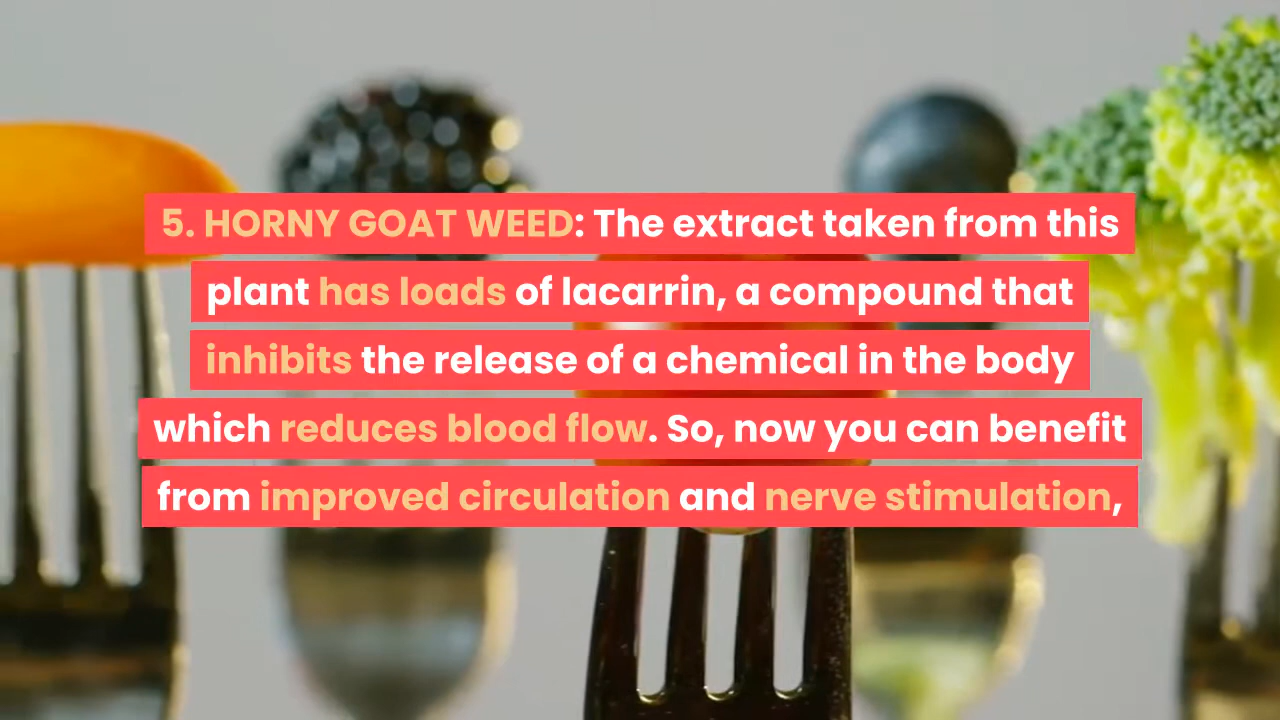 5. HORNY GOAT WEED: The extract taken from this
plant has loads of lacarrin, a compound that
inhibits the release of a chemical in the body
which reduces blood flow. So, now you can benefit
from improved circulation and nerve stimulation,